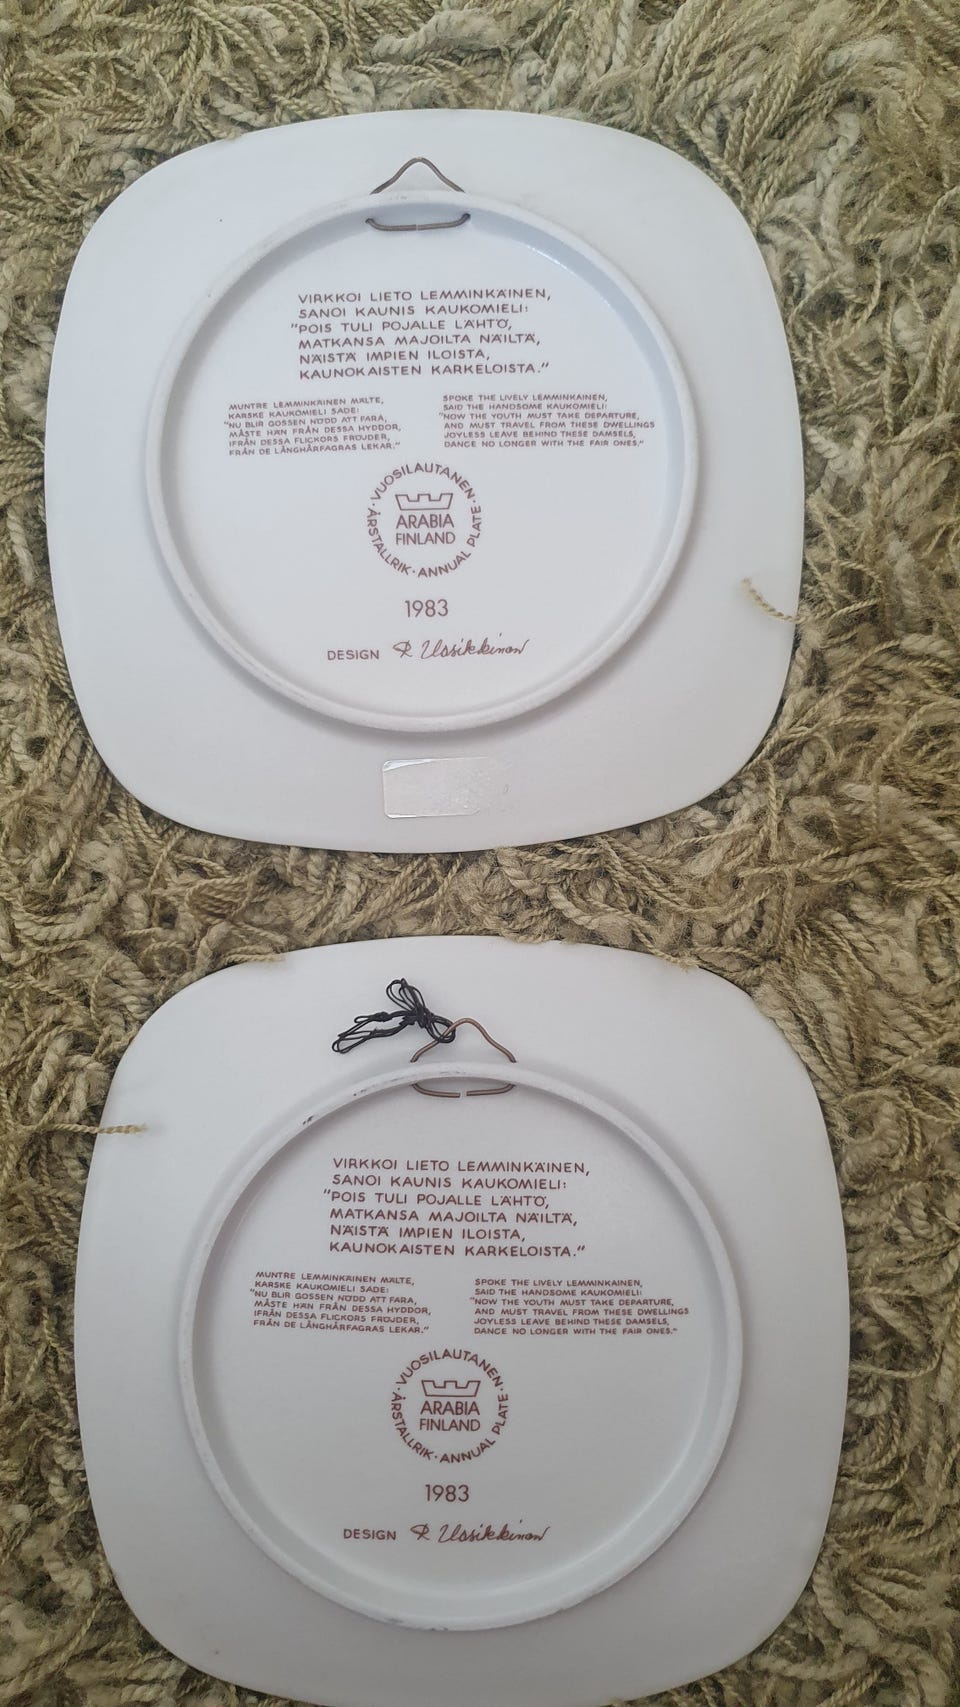 VIRKKOI LIETO LEMMINKÄINEN,
SANOI KAUNIS KAUKOMIELI:
"POIS TULI POJALLE LÄHTÖ,
MATKANSA MAJOILTA NÄILTÄ,
NÄISTÄ IMPIEN ILOISTA,
KAUNOKAISTEN KARKELOISTA."
MUNTRE LEMMINKÄINEN MÄLTE,
KARSKE KAUKOMIELI SADE:
"NU BLIR GOSSEN NÖDD ATT FARA,
MÅSTE HÄN FRÅN DESSA HYDDOR,
IFRÅN DESSA FLICKORS FRÖJDER,
FRÅN DE LÅNGHÅRFAGRAS LEKAR."
SPOKE THE LIVELY LEMMINKAINEN,
SAID THE HANDSOME KAUKOMIELI:
"NOW THE YOUTH MUST TAKE DEPARTURE,
AND MUST TRAVEL FROM THESE DWELLINGS
JOYLESS LEAVE BEHIND THESE DAMSELS,
DANCE NO LONGER WITH THE FAIR ONES."
· VUOSILAUTANEN · ANNUAL PLATE · ÅRSTALLRIK
ARABIA
FINLAND
1983
DESIGN R Uosikkinen
VIRKKOI LIETO LEMMINKÄINEN,
SANOI KAUNIS KAUKOMIELI:
"POIS TULI POJALLE LÄHTÖ,
MATKANSA MAJOILTA NÄILTÄ,
NÄISTÄ IMPIEN ILOISTA,
KAUNOKAISTEN KARKELOISTA."
MUNTRE LEMMINKÄINEN MÄLTE,
KARSKE KAUKOMIELI SADE:
"NU BLIR GOSSEN NÖDD ATT FARA,
MÅSTE HÄN FRÅN DESSA HYDDOR,
IFRÅN DESSA FLICKORS FRÖJDER,
FRÅN DE LÅNGHÅRFAGRAS LEKAR."
SPOKE THE LIVELY LEMMINKAINEN,
SAID THE HANDSOME KAUKOMIELI:
"NOW THE YOUTH MUST TAKE DEPARTURE,
AND MUST TRAVEL FROM THESE DWELLINGS
JOYLESS LEAVE BEHIND THESE DAMSELS,
DANCE NO LONGER WITH THE FAIR ONES."
· VUOSILAUTANEN · ANNUAL PLATE · ÅRSTALLRIK
ARABIA
FINLAND
1983
DESIGN R Uosikkinen